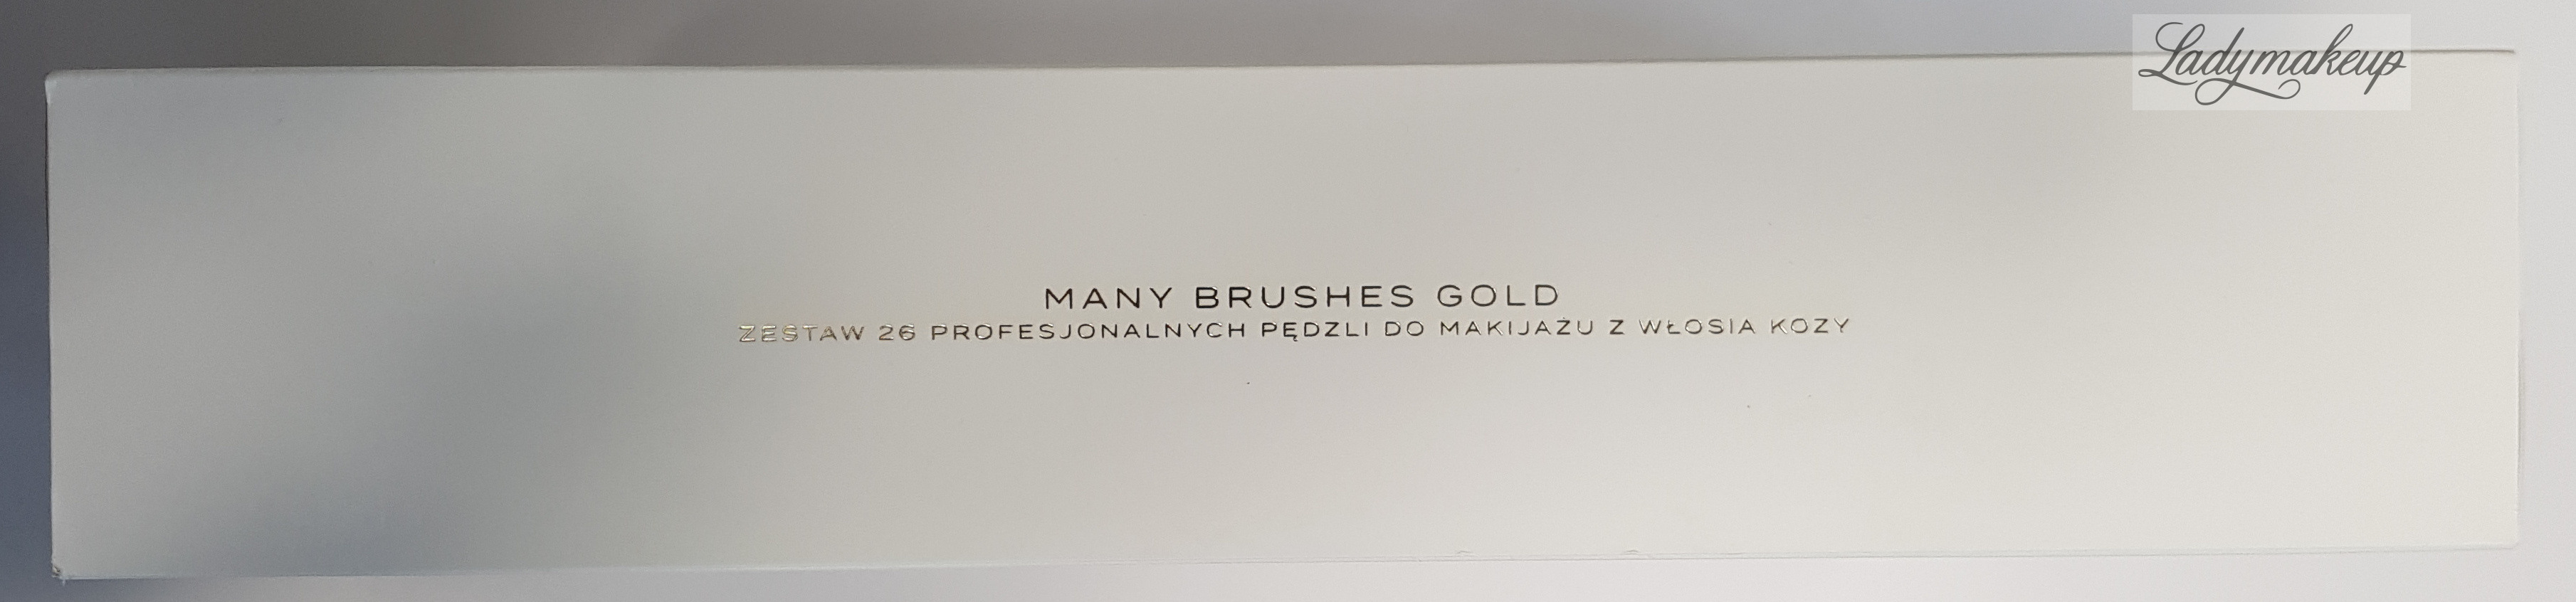 Ladymakeup
MANY BRUSHES GOLD
ZESTAW 26 PROFESJONALNYCH PĘDZLI DO MAKIJAŻU Z WŁOSIA KOZY